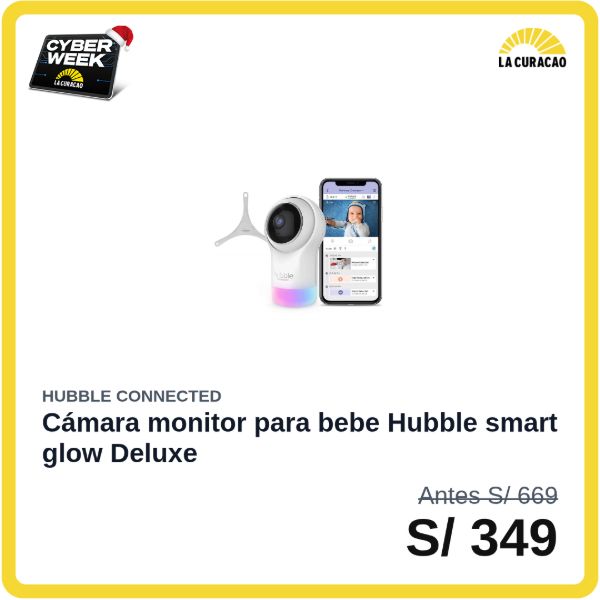 CYBER
WEEK
LA CURACAO
LA CURACAO
HUBBLE CONNECTED
Cámara monitor para bebe Hubble smart
glow Deluxe
Antes S/ 669
S/ 349